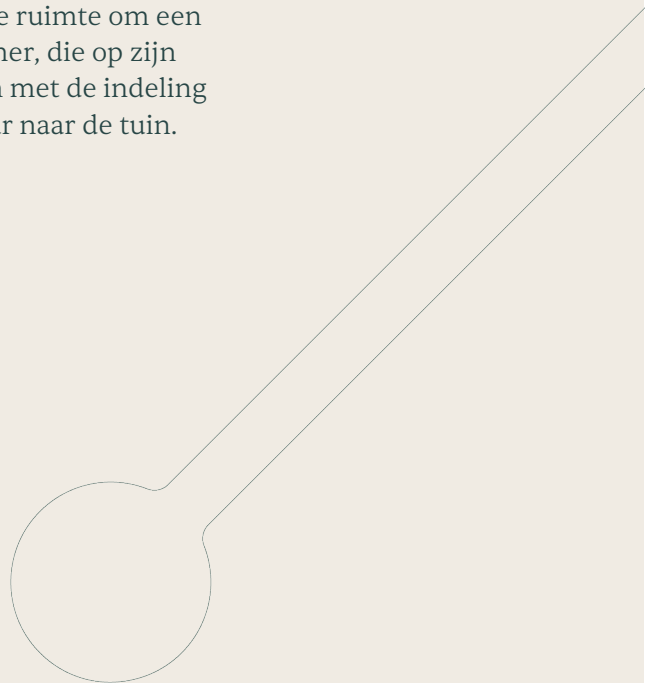 e ruimte om een
ner, die op zijn
met de indeling
r naar de tuin.